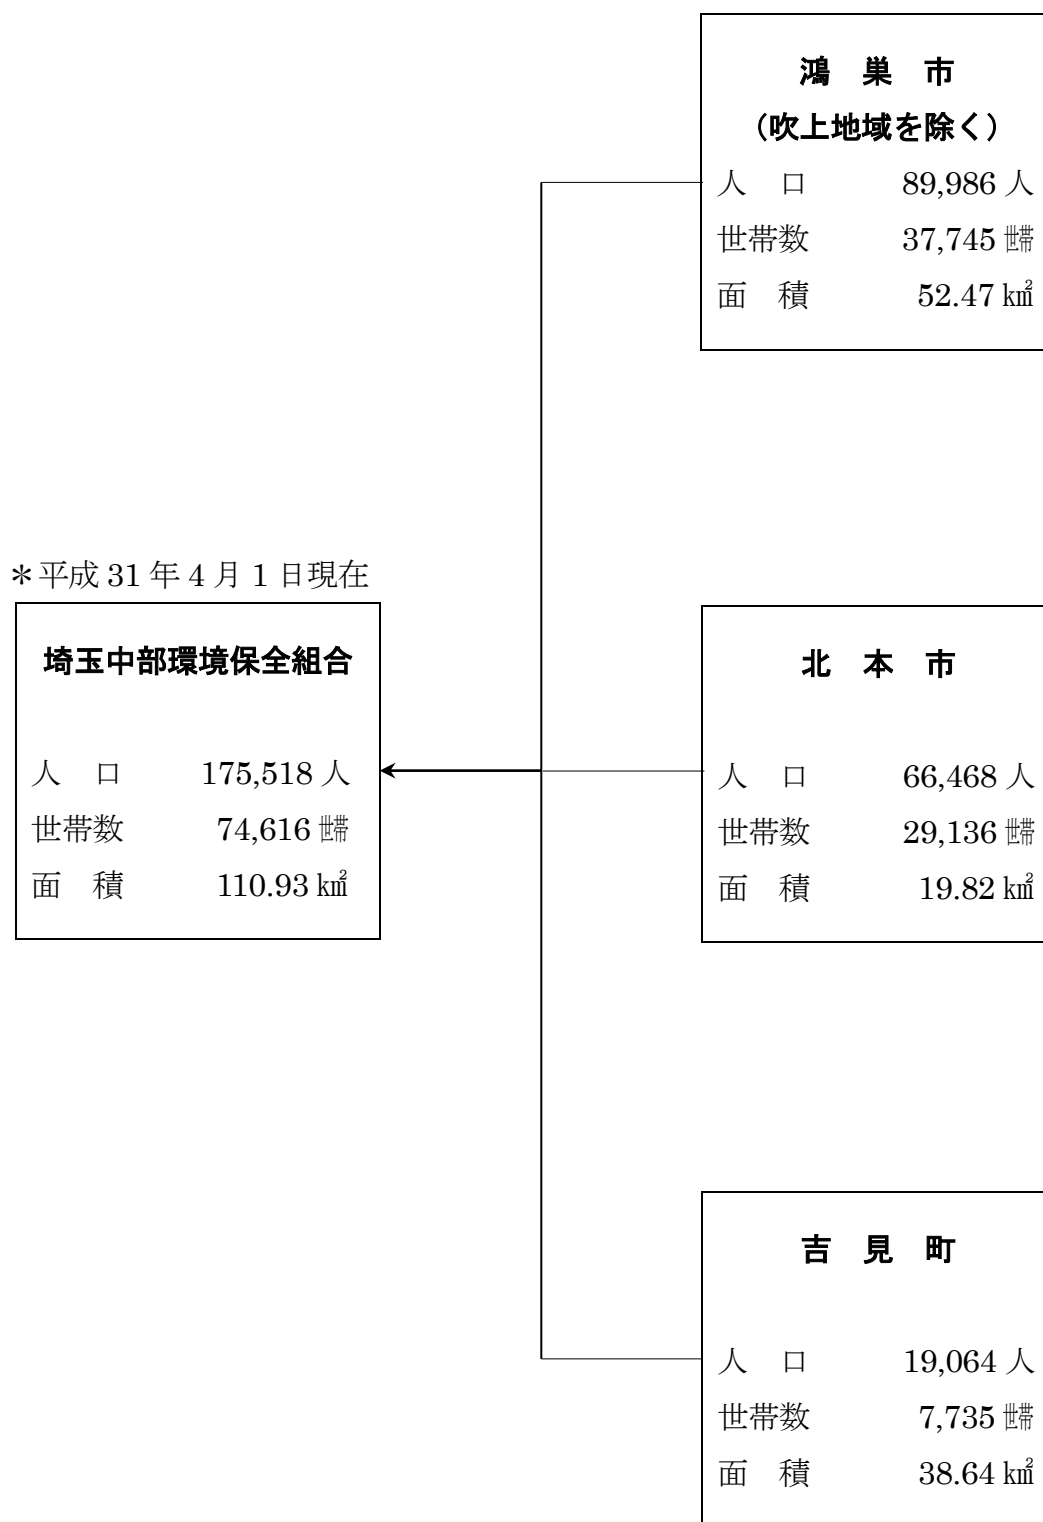 鴻 巣 市
(吹上地域を除く)
人 口 89,986 人
世帯数 37,745 世帯
面 積 52.47 ㎢
＊平成 31 年 4 月 1 日現在
埼玉中部環境保全組合
人 口 175,518 人
世帯数 74,616 世帯
面 積 110.93 ㎢
北 本 市
人 口 66,468 人
世帯数 29,136 世帯
面 積 19.82 ㎢
吉 見 町
人 口 19,064 人
世帯数 7,735 世帯
面 積 38.64 ㎢